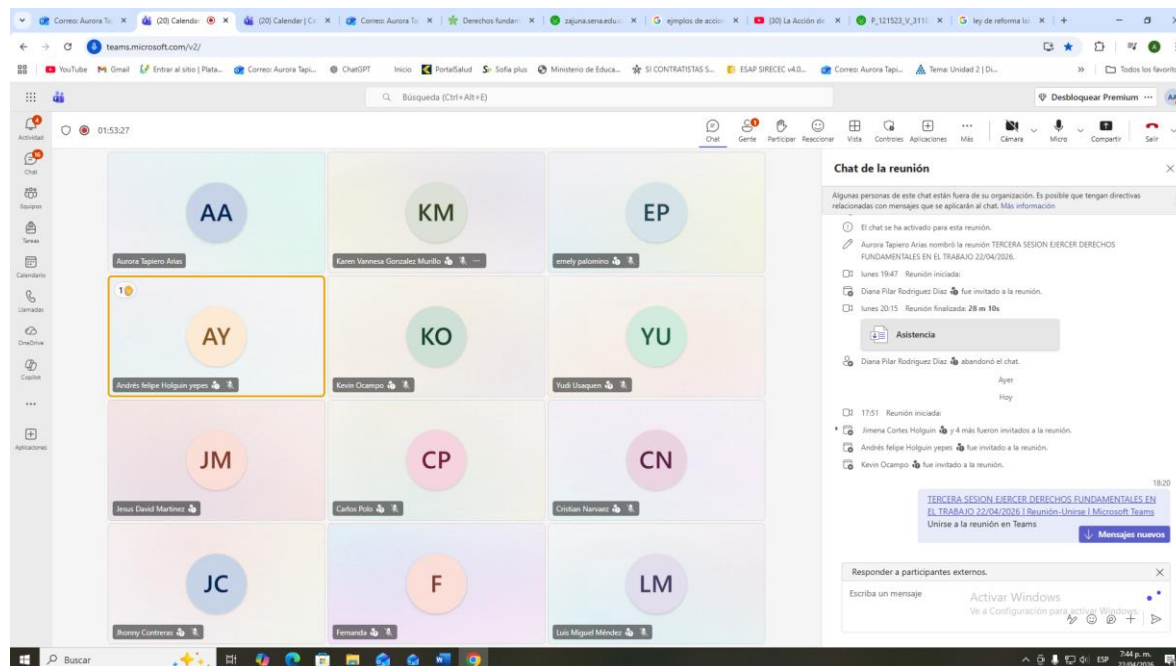 Correo: Aurora Ta
(20) Calendar
(20) Calendar | Ca
Correo: Aurora Ta
Derechos fundam
zajuna.sena.edu.c
ejmplos de accion
(30) La Acción de
P_121523_V_3118
ley de reforma lab
teams.microsoft.com/v2/
YouTube
Gmail
Entrar al sitio | Plata...
Correo: Aurora Tapi...
ChatGPT
Inicio
PortalSalud
Sofia plus
Ministerio de Educa...
SI CONTRATISTAS S...
ESAP SIRECEC v4.0...
Correo: Aurora Tapi...
Tema: Unidad 2 | Di...
Todos los favorito
Búsqueda (Ctrl+Alt+E)
Desbloquear Premium
AA
01:53:27
Chat
Gente
Participar
Reaccionar
Vista
Controles
Aplicaciones
Más
Cámara
Micro
Compartir
Salir
Actividad
Chat
Equipos
Tareas
Calendario
Llamadas
OneDrive
Copilot
Aplicaciones
AA
Aurora Tapiero Arias
KM
Karen Vannesa Gonzalez Murillo
EP
emely palomino
1
AY
Andrés felipe Holguin yepes
KO
Kevin Ocampo
YU
Yudi Usaquen
JM
Jesus David Martinez
CP
Carlos Polo
CN
Cristian Narvaez
JC
Jhonny Contreras
F
Fernanda
LM
Luis Miguel Méndez
Chat de la reunión
Algunas personas de este chat están fuera de su organización. Es posible que tengan directivas
relacionadas con mensajes que se aplicarán al chat. Más información
El chat se ha activado para esta reunión.
Aurora Tapiero Arias nombró la reunión TERCERA SESION EJERCER DERECHOS
FUNDAMENTALES EN EL TRABAJO 22/04/2026.
lunes 19:47 Reunión iniciada:
Diana Pilar Rodriguez Diaz fue invitado a la reunión.
lunes 20:15 Reunión finalizada: 28 m 10s
Asistencia
Diana Pilar Rodriguez Diaz abandonó el chat.
Ayer
Hoy
17:51 Reunión iniciada:
Jimena Cortes Holguin y 4 más fueron invitados a la reunión.
Andrés felipe Holguin yepes fue invitado a la reunión.
Kevin Ocampo fue invitado a la reunión.
18:20
TERCERA SESION EJERCER DERECHOS FUNDAMENTALES EN
EL TRABAJO 22/04/2026 | Reunión-Unirse | Microsoft Teams
Unirse a la reunión en Teams
Mensajes nuevos
Responder a participantes externos.
Escriba un mensaje
Activar Windows
Ve a Configuración para activar Windows.
Buscar
ESP
7:44 p. m.
22/04/2026